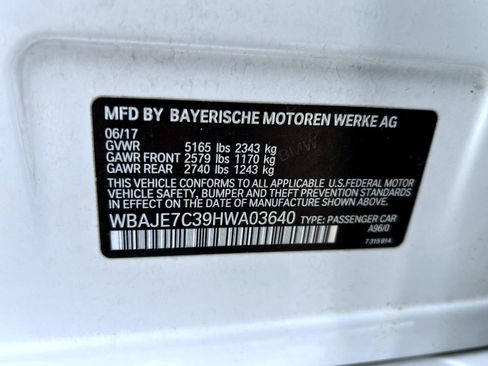 MFD BY BAYERISCHE MOTOREN WERKE AG
06/17
GVWR 5165 lbs 2343 kg
GAWR FRONT 2579 lbs 1170 kg
GAWR REAR 2740 lbs 1243 kg
BMW
THIS VEHICLE CONFORMS TO ALL APPLICABLE U.S.FEDERAL MOTOR
VEHICLE SAFETY, BUMPER, AND THEFT PREVENTION STANDARDS
IN EFFECT ON THE DATE OF MANUFACTURE SHOWN ABOVE.
WBAJE7C39HWA03640 TYPE: PASSENGER CAR
A96/0
7 315 814